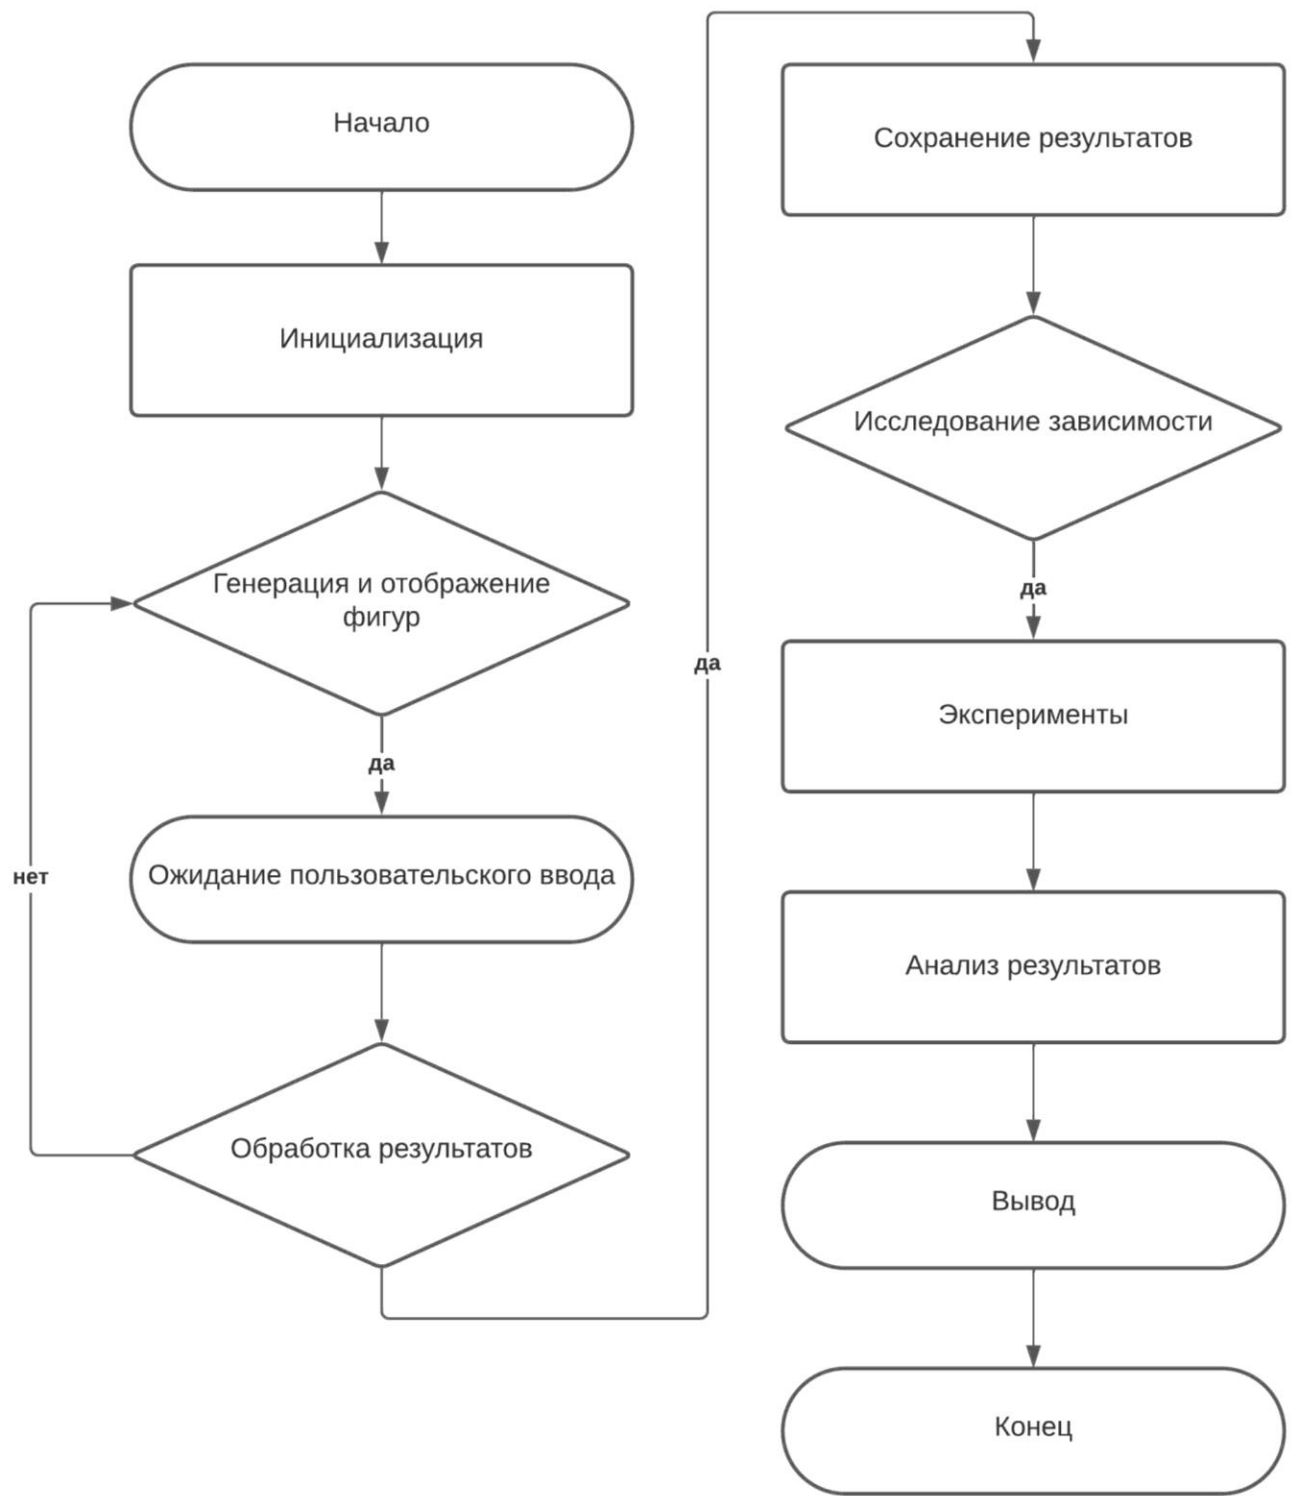 Начало
Инициализация
Генерация и отображение
фигур
да
Ожидание пользовательского ввода
нет
Обработка результатов
да
Сохранение результатов
Исследование зависимости
да
Эксперименты
Анализ результатов
Вывод
Конец